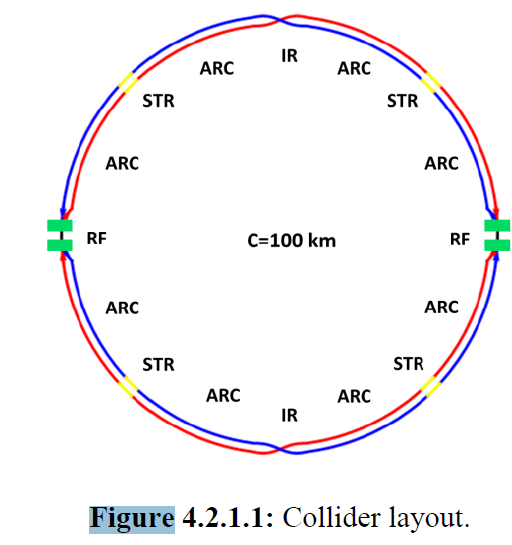 IR
ARC ARC
STR STR
ARC ARC
RF C=100 km RF
ARC ARC
STR STR
ARC ARC
IR
Figure 4.2.1.1: Collider layout.